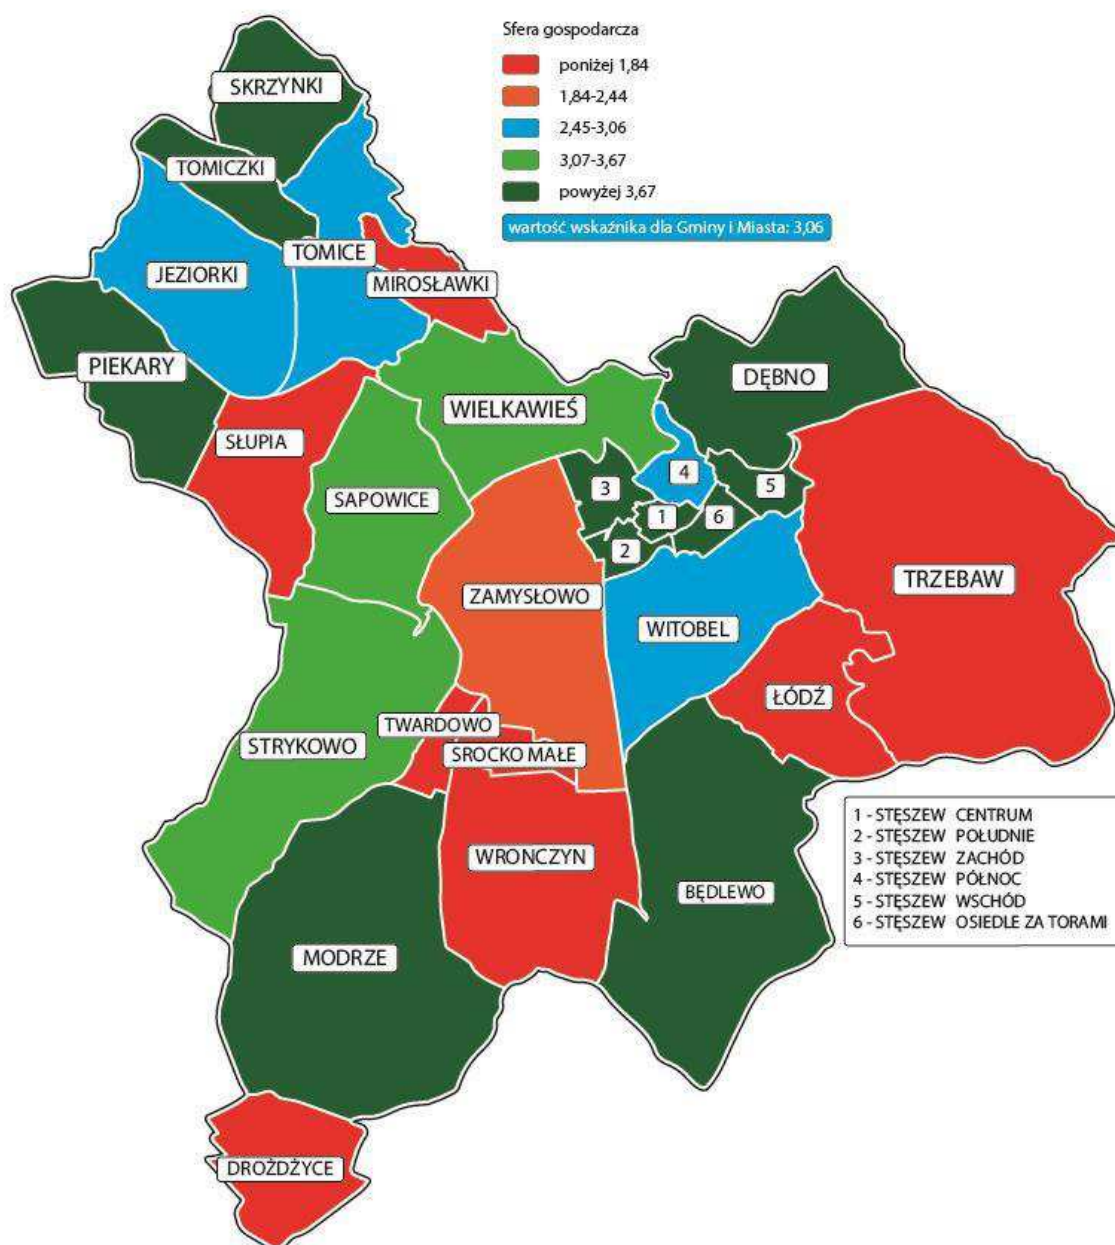 Sfera gospodarcza
poniżej 1,84
1,84-2,44
2,45-3,06
3,07-3,67
powyżej 3,67
wartość wskaźnika dla Gminy i Miasta: 3,06
SKRZYNKI
TOMICZKI
TOMICE
JEZIORKI
MIROSŁAWKI
PIEKARY
DĘBNO
WIELKAWIEŚ
SŁUPIA
4
3
5
SAPOWICE
1
6
2
TRZEBAW
ZAMYSŁOWO
WITOBEL
ŁÓDŹ
TWARDOWO
STRYKOWO
SROCKO MAŁE
1 - STĘSZEW CENTRUM
2 - STĘSZEW POŁUDNIE
3 - STĘSZEW ZACHÓD
4 - STĘSZEW PÓŁNOC
5 - STĘSZEW WSCHÓD
6 - STĘSZEW OSIEDLE ZA TORAMI
WRONCZYN
BĘDLEWO
MODRZE
DROŻDŻYCE